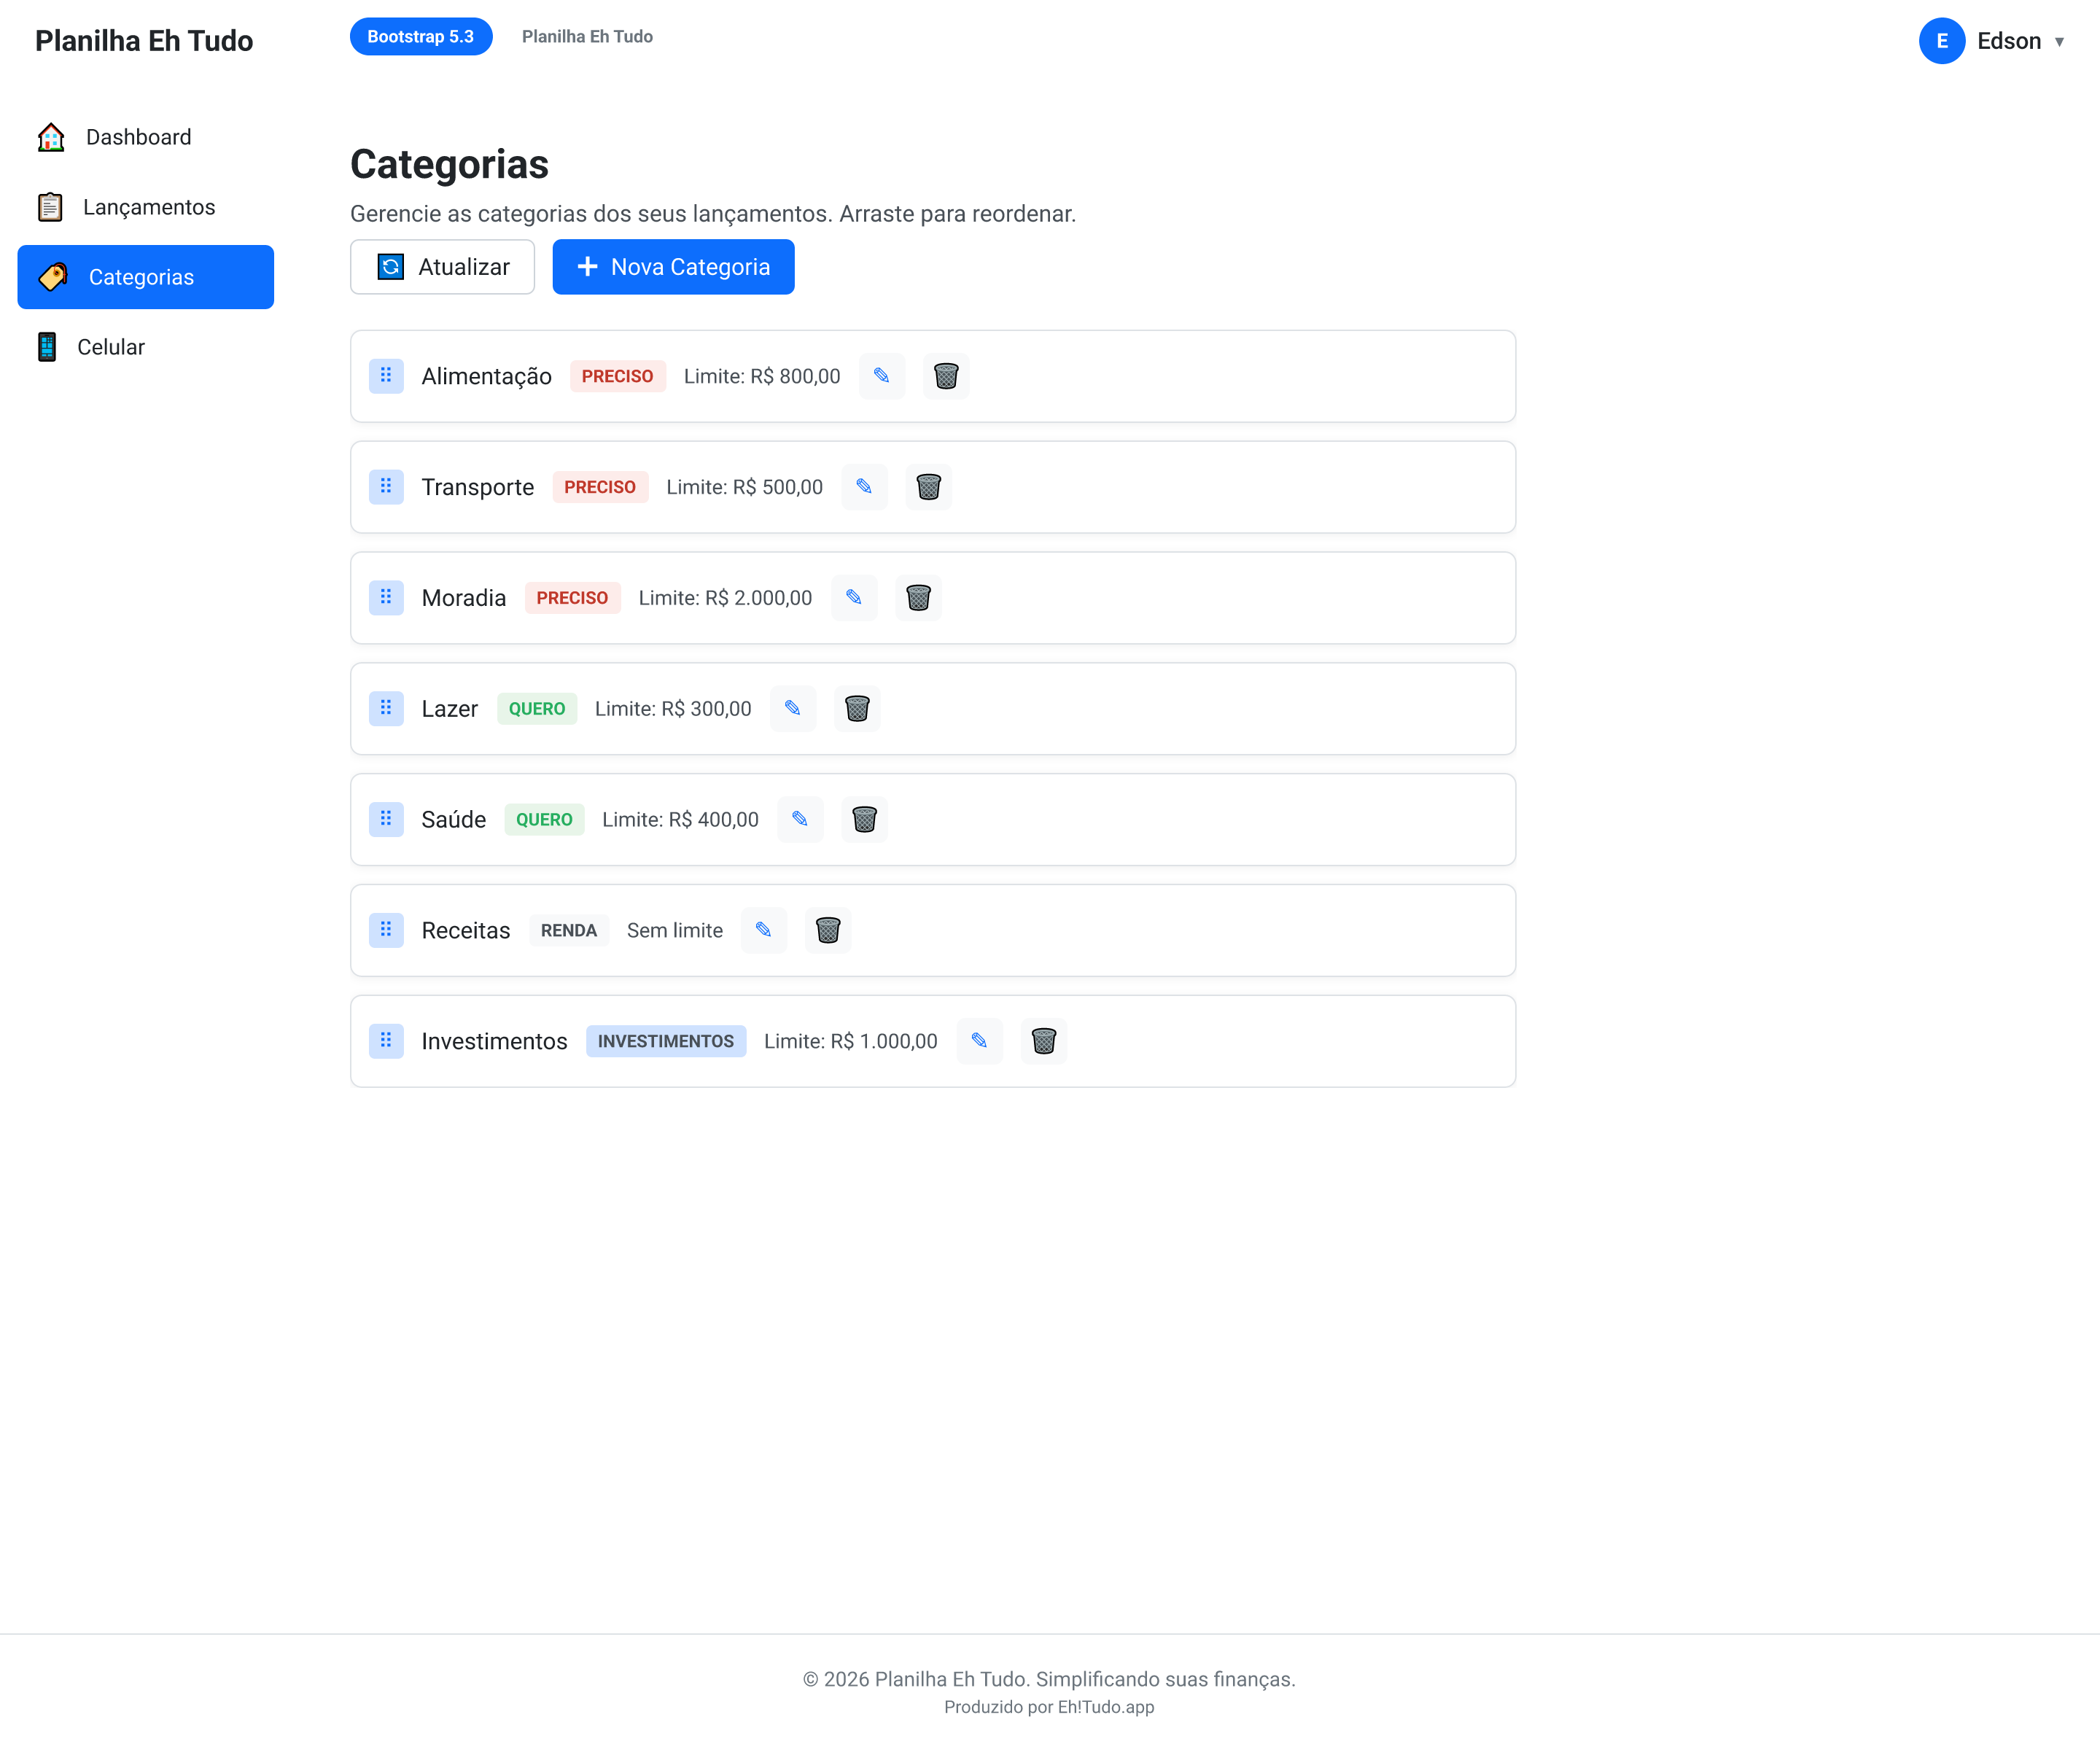 Planilha Eh Tudo
Bootstrap 5.3 Planilha Eh Tudo
E Edson ▼
Dashboard
Lançamentos
Categorias
Celular
Categorias
Gerencie as categorias dos seus lançamentos. Arraste para reordenar.
Atualizar
+ Nova Categoria
Alimentação PRECISO Limite: R$ 800,00
Transporte PRECISO Limite: R$ 500,00
Moradia PRECISO Limite: R$ 2.000,00
Lazer QUERO Limite: R$ 300,00
Saúde QUERO Limite: R$ 400,00
Receitas RENDA Sem limite
Investimentos INVESTIMENTOS Limite: R$ 1.000,00
© 2026 Planilha Eh Tudo. Simplificando suas finanças.
Produzido por Eh!Tudo.app